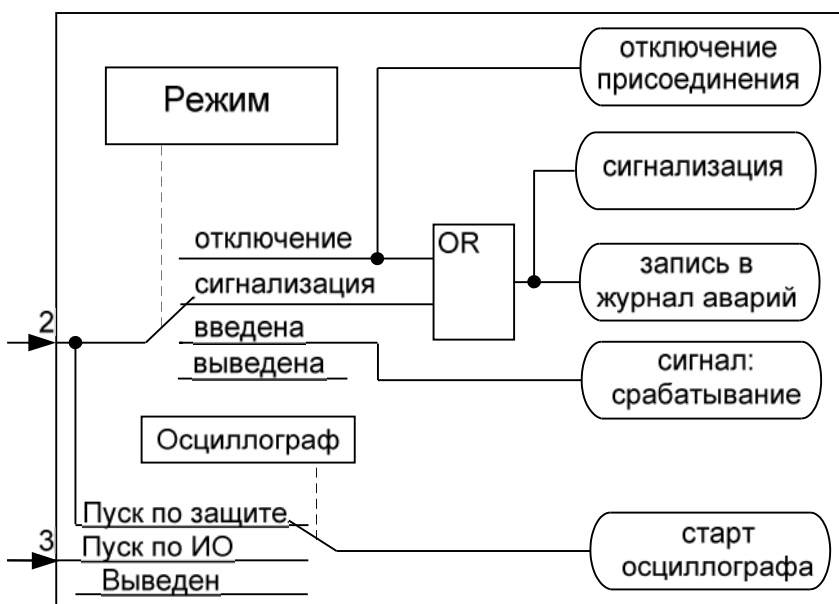 отключение
присоединения
Режим
сигнализация
отключение
OR
сигнализация
запись в
журнал аварий
2
введена
выведена
сигнал:
срабатывание
Осциллограф
Пуск по защите
3
Пуск по ИО
Выведен
старт
осциллографа